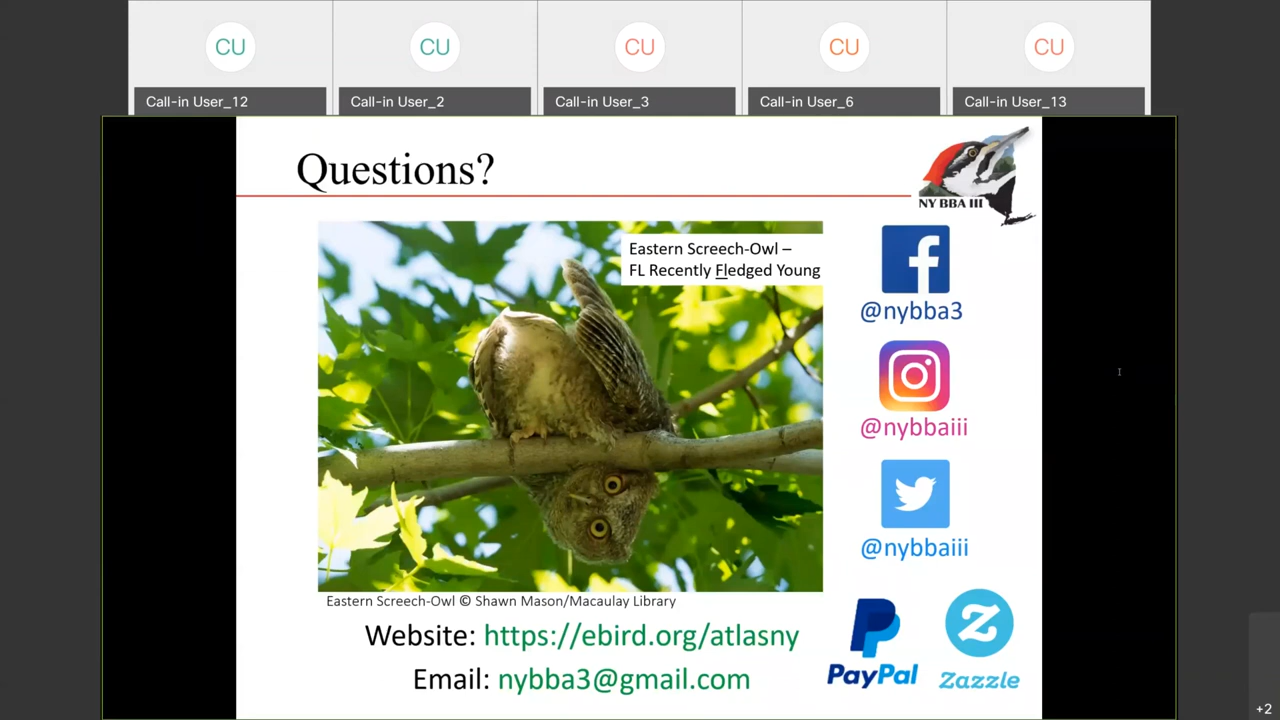 CU
CU
CU
CU
CU
Call-in User_12
Call-in User_2
Call-in User_3
Call-in User_6
Call-in User_13
Questions?
NY BBA III
Eastern Screech-Owl –
FL Recently Fledged Young
@nybba3
@nybbaiii
@nybbaiii
Eastern Screech-Owl © Shawn Mason/Macaulay Library
Website: https://ebird.org/atlasny
Email: nybba3@gmail.com
PayPal
Z
Zazzle
+2